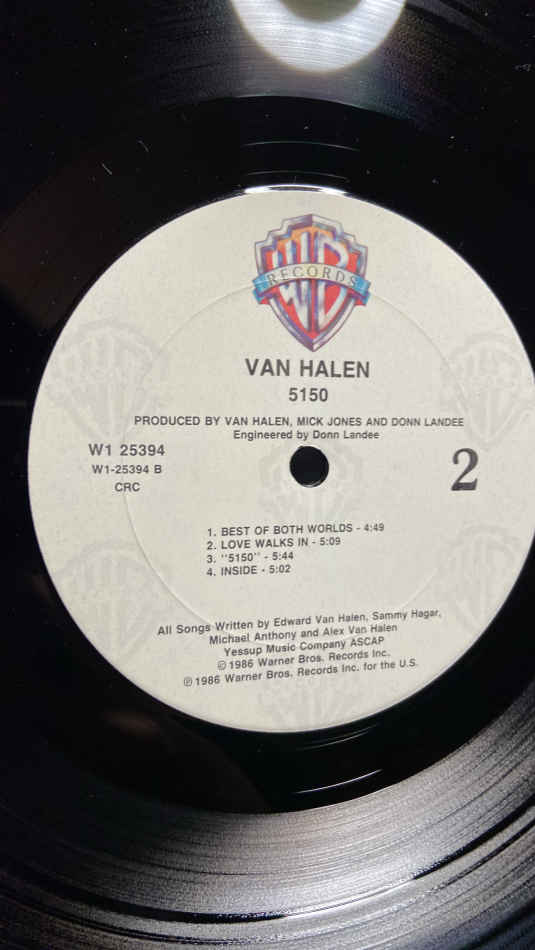 WB
RECORDS
VAN HALEN
5150
PRODUCED BY VAN HALEN, MICK JONES AND DONN LANDEE
Engineered by Donn Landee
W1 25394
W1-25394 B
CRC
2
1. BEST OF BOTH WORLDS - 4:49
2. LOVE WALKS IN - 5:09
3. "5150" - 5:44
4. INSIDE - 5:02
All Songs Written by Edward Van Halen, Sammy Hagar,
Michael Anthony and Alex Van Halen
Yessup Music Company ASCAP
© 1986 Warner Bros. Records Inc.
℗ 1986 Warner Bros. Records Inc. for the U.S.